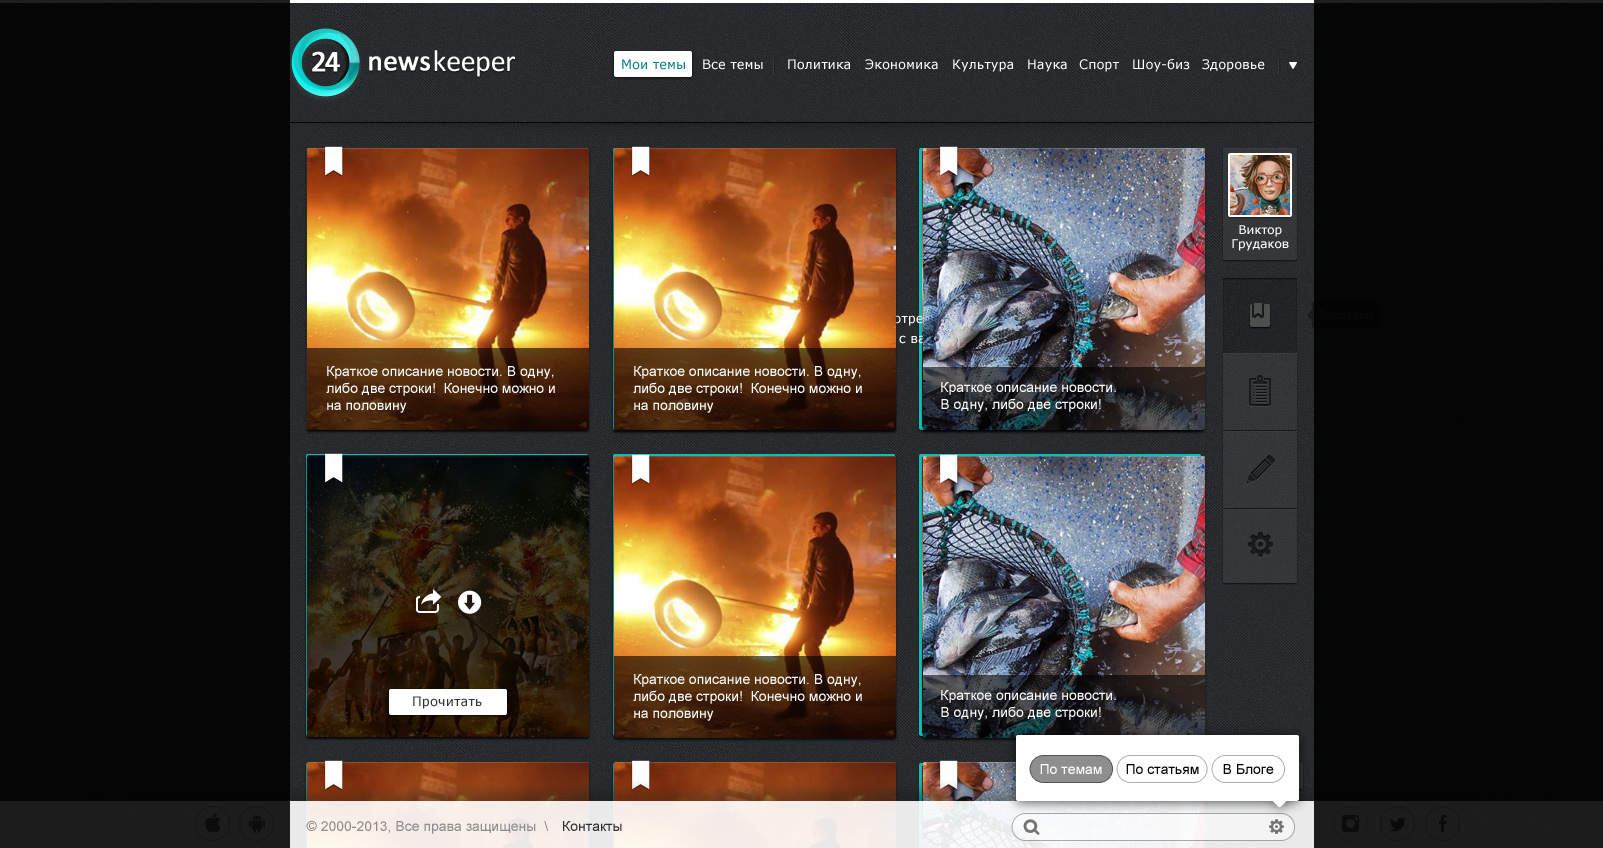 24 newskeeper
Мои темы Все темы Политика Экономика Культура Наука Спорт Шоу-биз Здоровье
Виктор
Грудаков
с
Краткое описание новости. В одну,
либо две строки! Конечно можно и
на половину
Краткое описание новости. В одну,
либо две строки! Конечно можно и
на половину
Краткое описание новости.
В одну, либо две строки!
Прочитать
Краткое описание новости. В одну,
либо две строки! Конечно можно и
на половину
Краткое описание новости.
В одну, либо две строки!
По темам По статьям В Блоге
© 2000-2013, Все права защищены \ Контакты